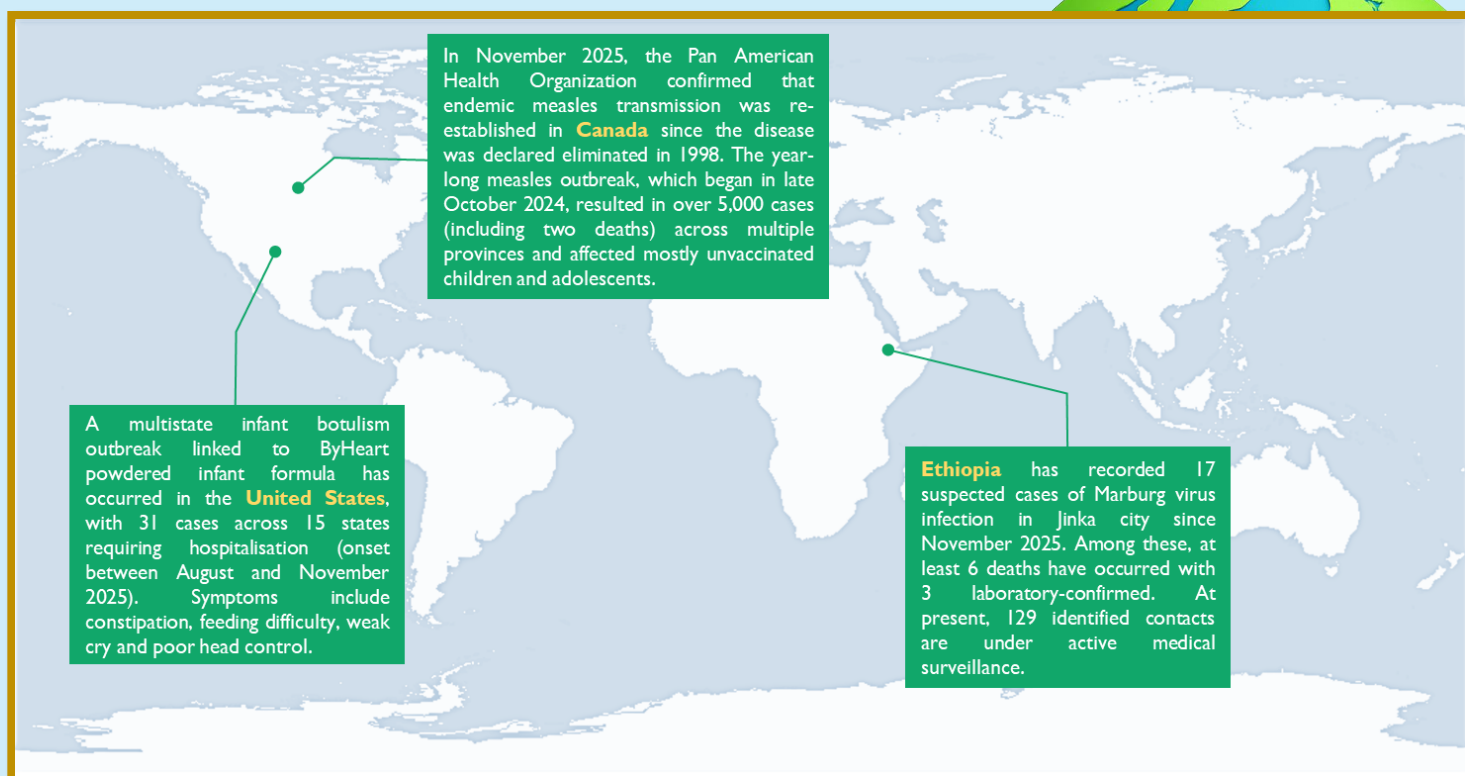 In November 2025, the Pan American
Health Organization confirmed that
endemic measles transmission was re-
established in Canada since the disease
was declared eliminated in 1998. The year-
long measles outbreak, which began in late
October 2024, resulted in over 5,000 cases
(including two deaths) across multiple
provinces and affected mostly unvaccinated
children and adolescents.
A multistate infant botulism
outbreak linked to ByHeart
powdered infant formula has
occurred in the United States,
with 31 cases across 15 states
requiring hospitalisation (onset
between August and November
2025). Symptoms include
constipation, feeding difficulty, weak
cry and poor head control.
Ethiopia has recorded 17
suspected cases of Marburg virus
infection in Jinka city since
November 2025. Among these, at
least 6 deaths have occurred with
3 laboratory-confirmed. At
present, 129 identified contacts
are under active medical
surveillance.